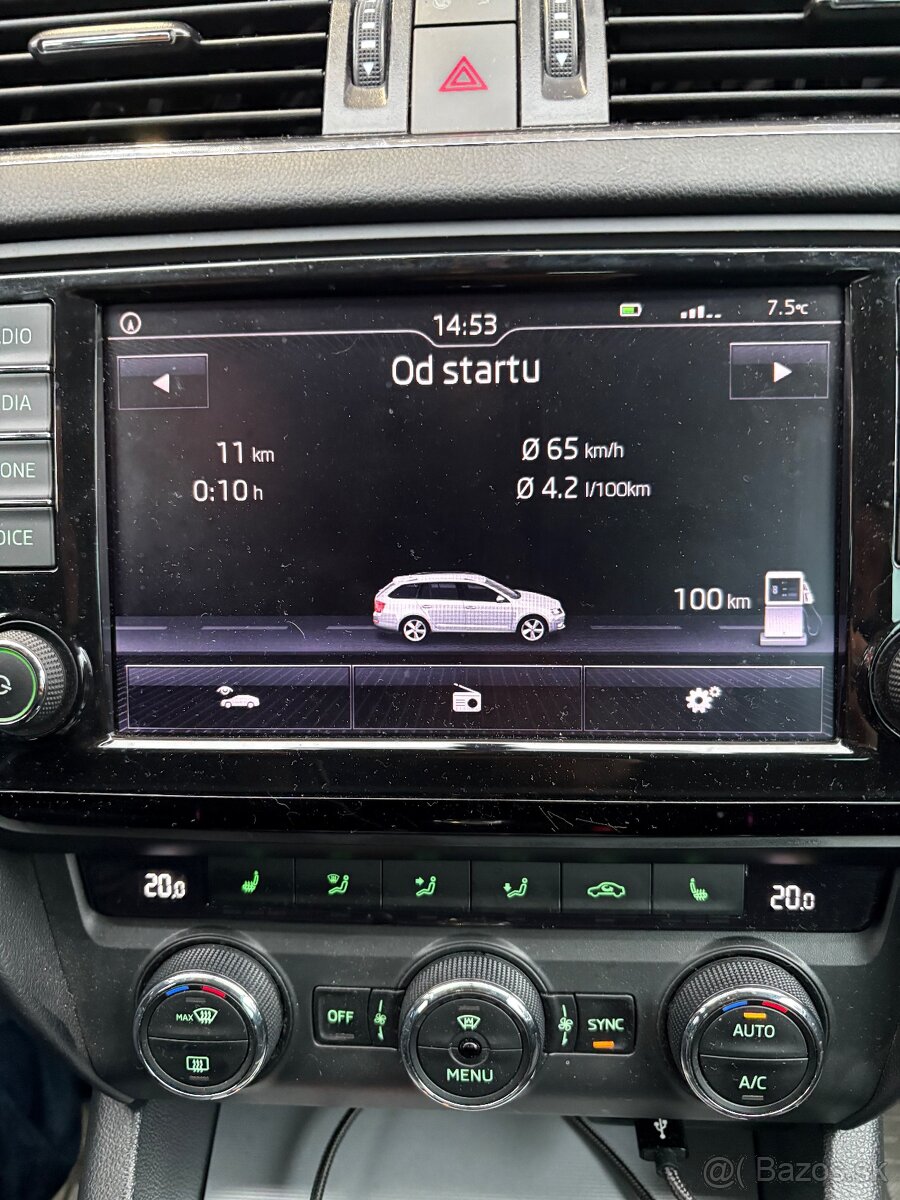 14:53
7.5°C
Od startu
11 km
Ø 65 km/h
0:10 h
Ø 4.2 l/100km
100 km
ADIO
DIA
ONE
OICE
20.0
20.0
MAX
OFF
SYNC
AUTO
MENU
A/C
@( Bazos.sk